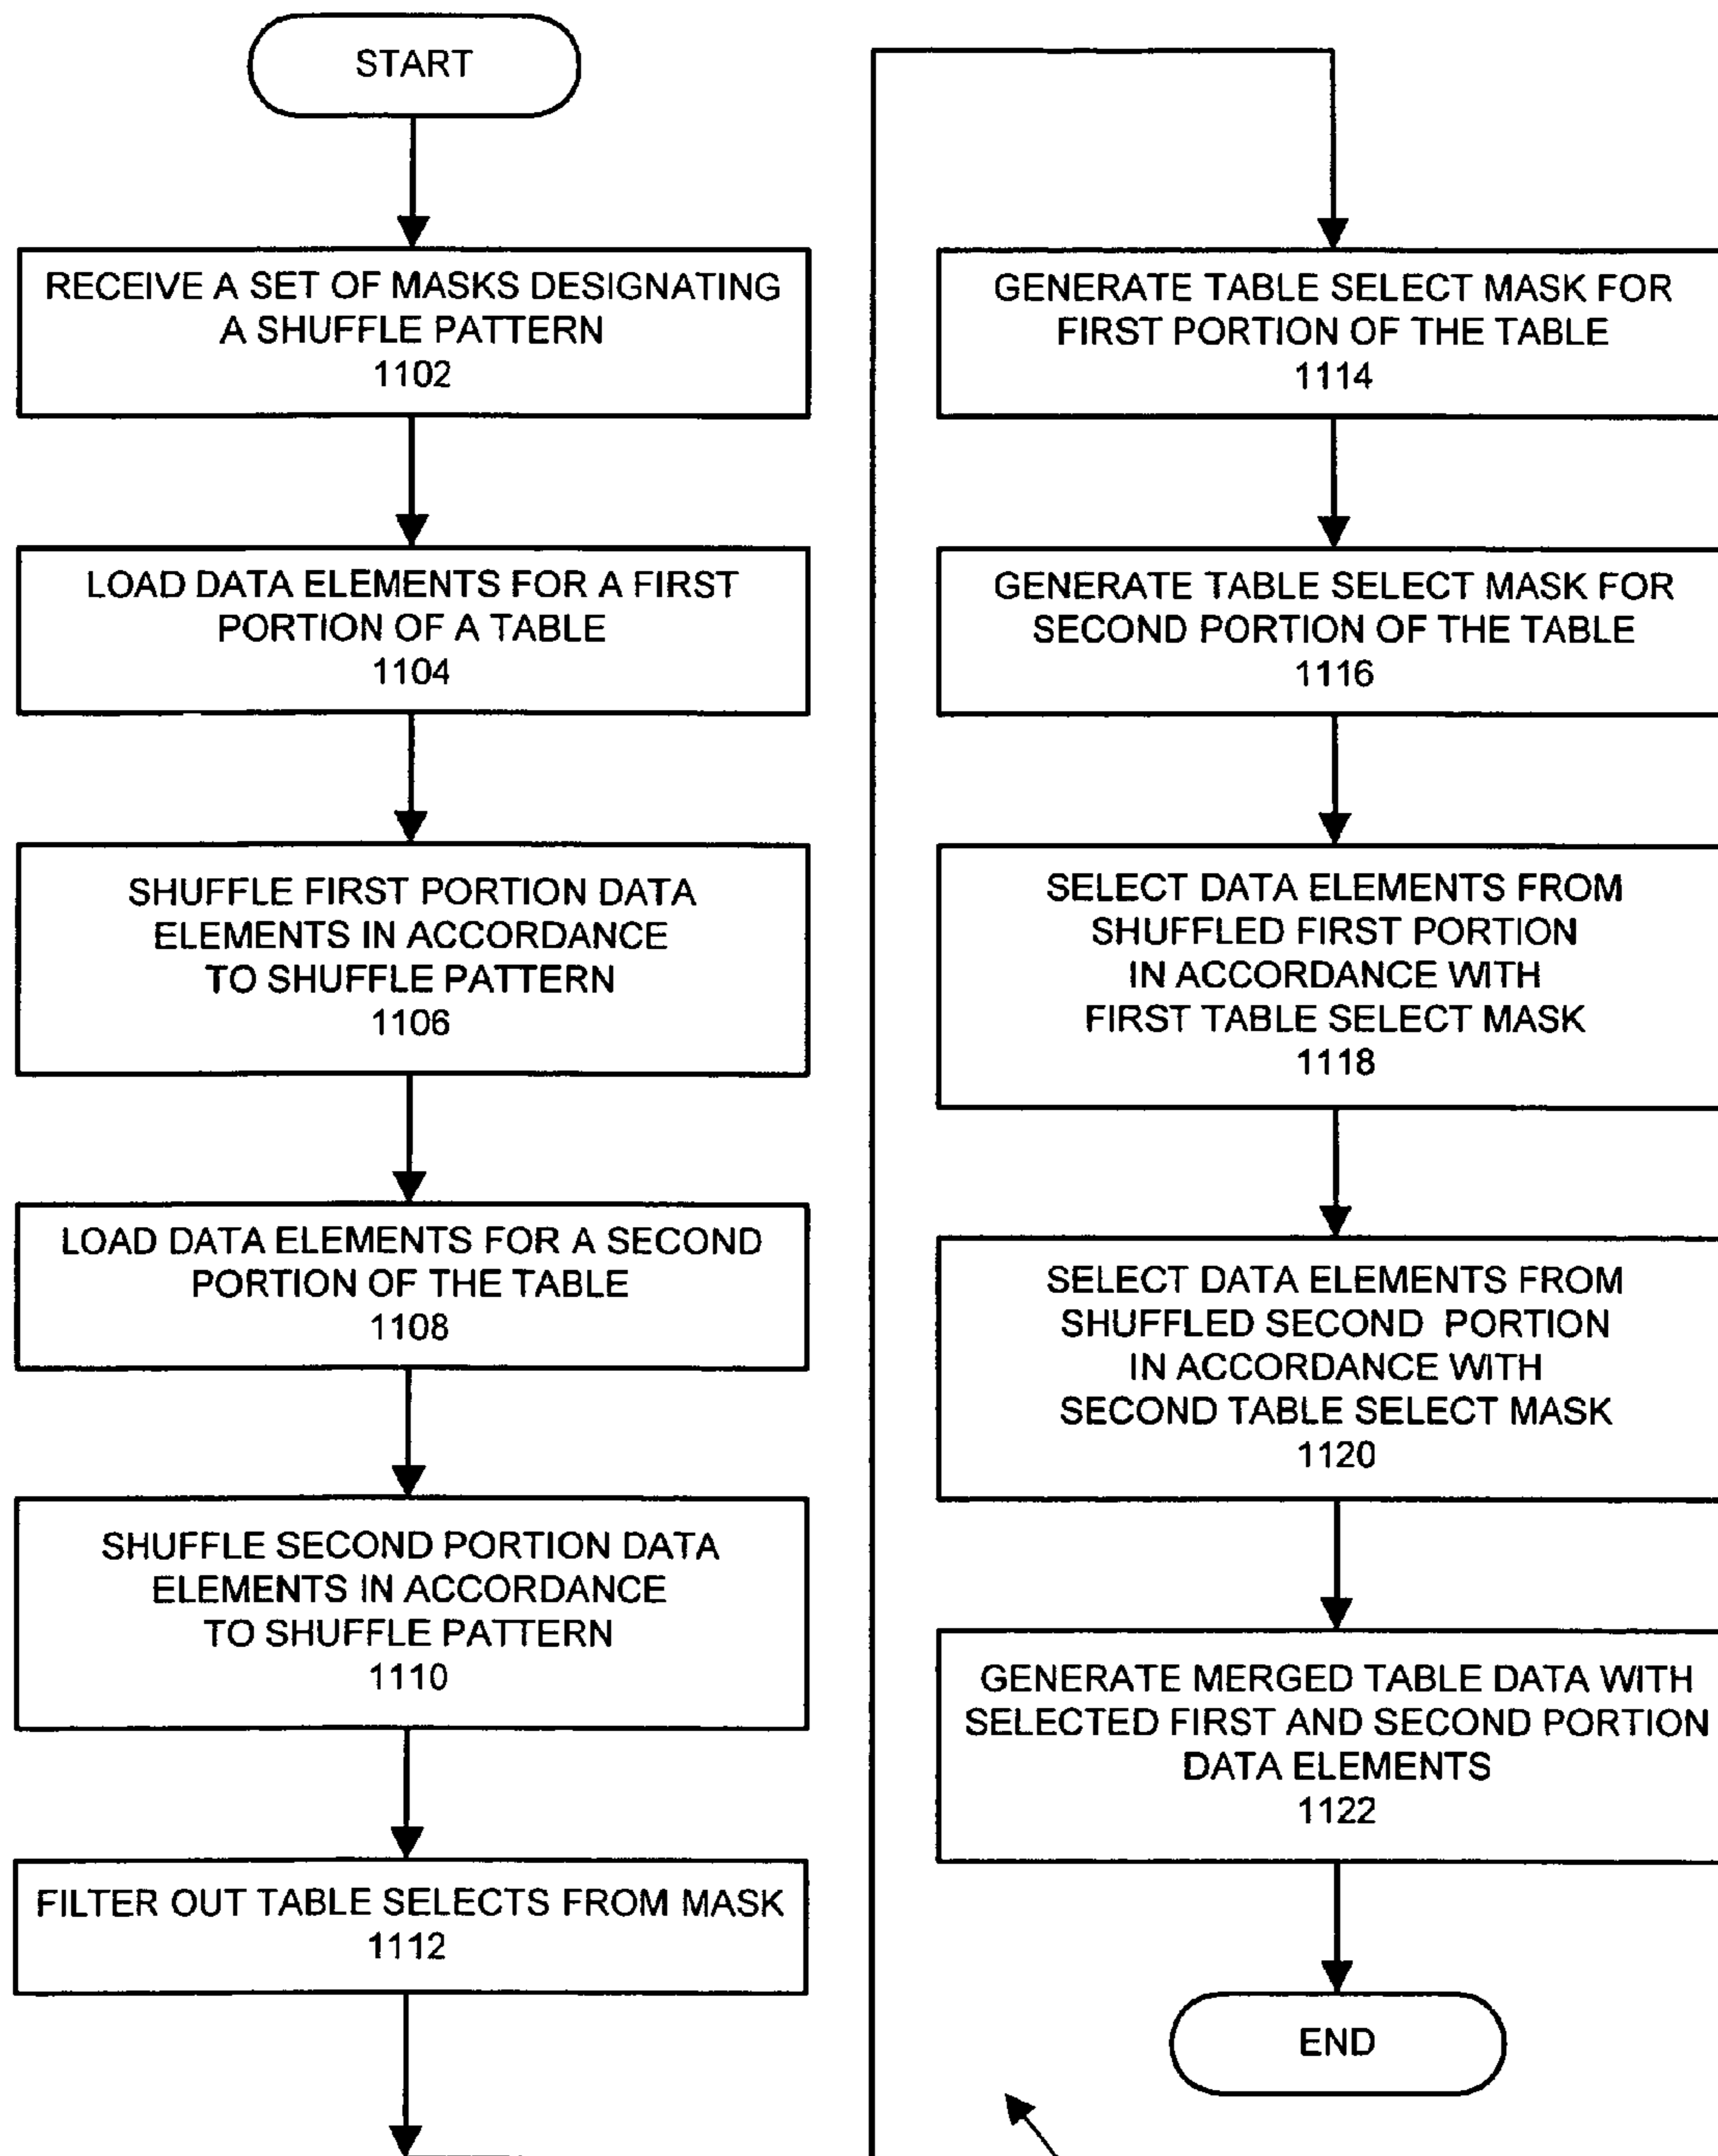 START
RECEIVE A SET OF MASKS DESIGNATING
A SHUFFLE PATTERN
1102
LOAD DATA ELEMENTS FOR A FIRST
PORTION OF A TABLE
1104
SHUFFLE FIRST PORTION DATA
ELEMENTS IN ACCORDANCE
TO SHUFFLE PATTERN
1106
LOAD DATA ELEMENTS FOR A SECOND
PORTION OF THE TABLE
1108
SHUFFLE SECOND PORTION DATA
ELEMENTS IN ACCORDANCE
TO SHUFFLE PATTERN
1110
FILTER OUT TABLE SELECTS FROM MASK
1112
GENERATE TABLE SELECT MASK FOR
FIRST PORTION OF THE TABLE
1114
GENERATE TABLE SELECT MASK FOR
SECOND PORTION OF THE TABLE
1116
SELECT DATA ELEMENTS FROM
SHUFFLED FIRST PORTION
IN ACCORDANCE WITH
FIRST TABLE SELECT MASK
1118
SELECT DATA ELEMENTS FROM
SHUFFLED SECOND PORTION
IN ACCORDANCE WITH
SECOND TABLE SELECT MASK
1120
GENERATE MERGED TABLE DATA WITH
SELECTED FIRST AND SECOND PORTION
DATA ELEMENTS
1122
END